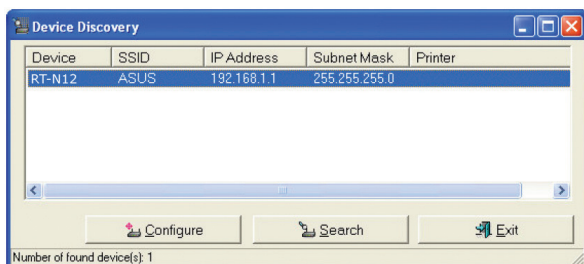 Device Discovery
Device SSID IP Address Subnet Mask Printer
RT-N12 ASUS 192.168.1.1 255.255.255.0
Configure Search Exit
Number of found device(s): 1